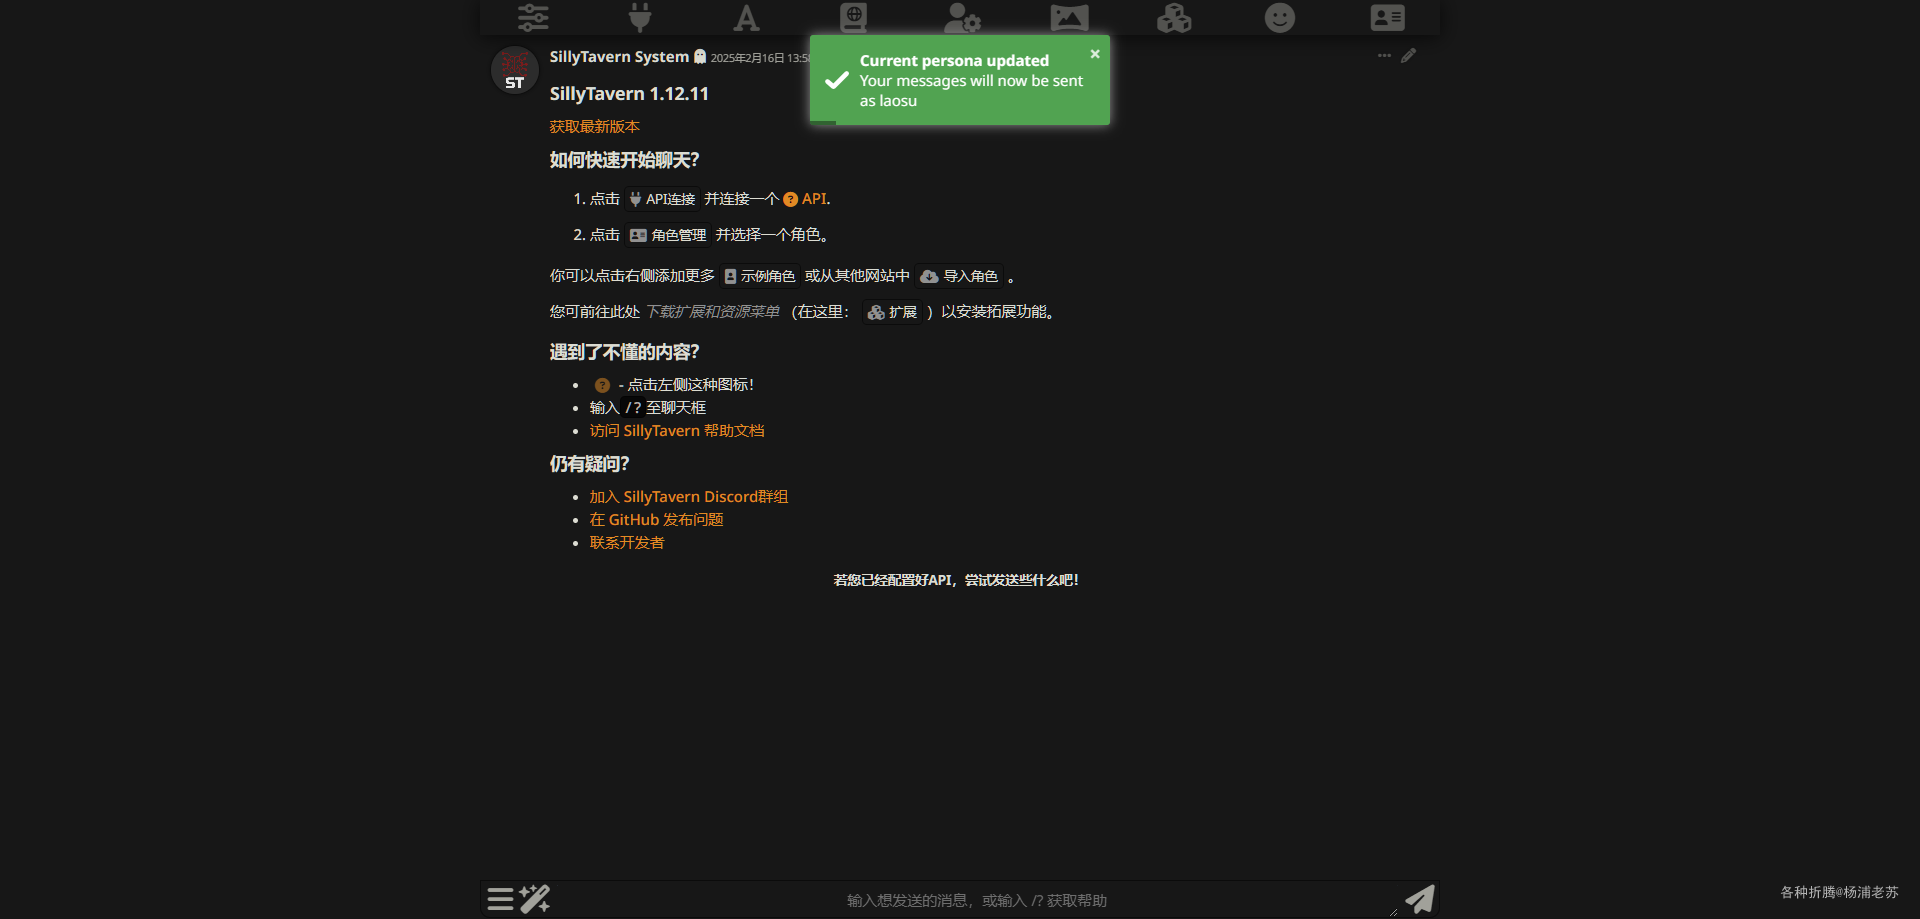 SillyTavern System 2025年2月16日 13:5
Current persona updated
Your messages will now be sent
as laosu
ST
SillyTavern 1.12.11
获取最新版本
如何快速开始聊天？
1. 点击 API连接 并连接一个 ? API.
2. 点击 角色管理 并选择一个角色。
你可以点击右侧添加更多 示例角色 或从其他网站中 导入角色 。
您可前往此处 下载扩展和资源菜单 （在这里： 扩展 ）以安装拓展功能。
遇到了不懂的内容？
? - 点击左侧这种图标！
输入 /? 至聊天框
访问 SillyTavern 帮助文档
仍有疑问？
加入 SillyTavern Discord群组
在 GitHub 发布问题
联系开发者
若您已经配置好API，尝试发送些什么吧！
输入想发送的消息，或输入 /? 获取帮助
各种折腾@杨浦老苏